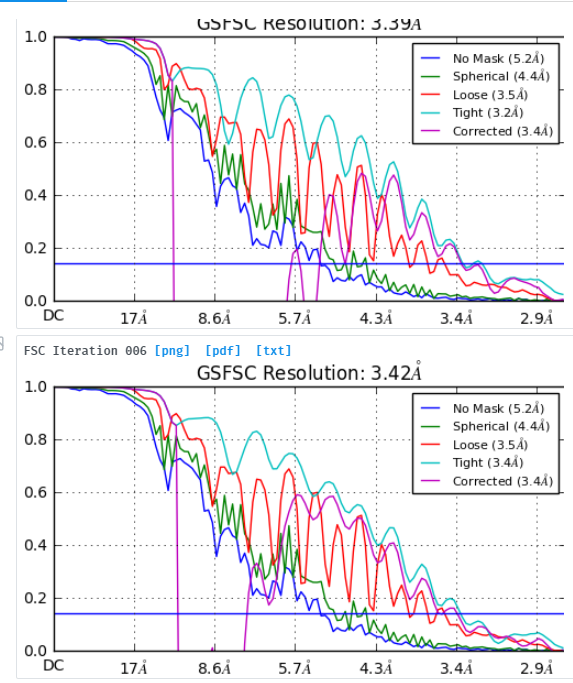 GSFSC Resolution: 3.39Å
No Mask (5.2Å)
Spherical (4.4Å)
Loose (3.5Å)
Tight (3.2Å)
Corrected (3.4Å)
1.0
0.8
0.6
0.4
0.2
0.0
DC 17Å 8.6Å 5.7Å 4.3Å 3.4Å 2.9Å
FSC Iteration 006 [png] [pdf] [txt]
GSFSC Resolution: 3.42Å
No Mask (5.2Å)
Spherical (4.4Å)
Loose (3.5Å)
Tight (3.4Å)
Corrected (3.4Å)
1.0
0.8
0.6
0.4
0.2
0.0
DC 17Å 8.6Å 5.7Å 4.3Å 3.4Å 2.9Å